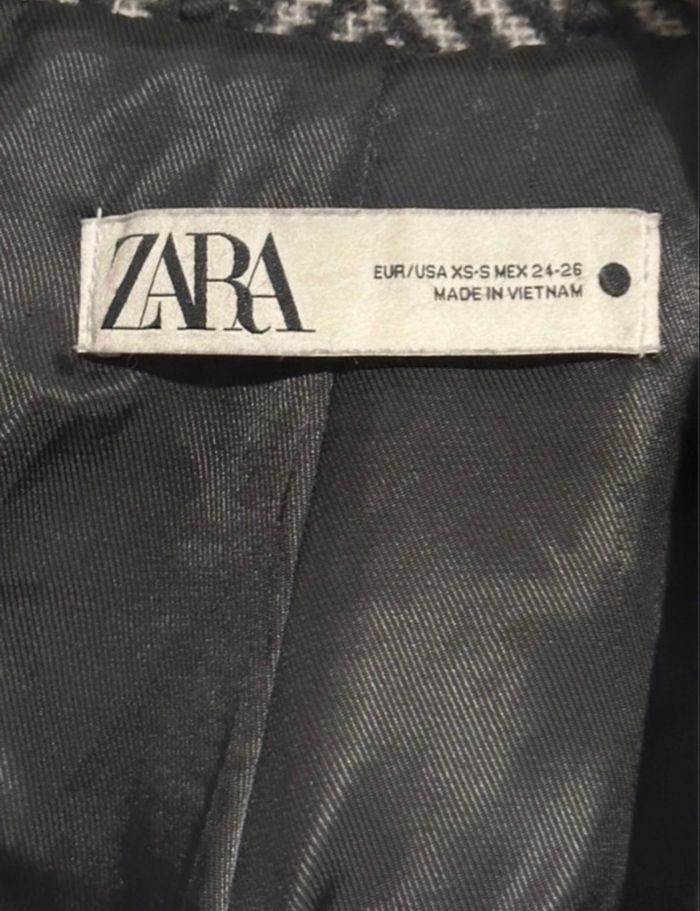 ZARA
EUR/USA XS-S MEX 24-26
MADE IN VIETNAM